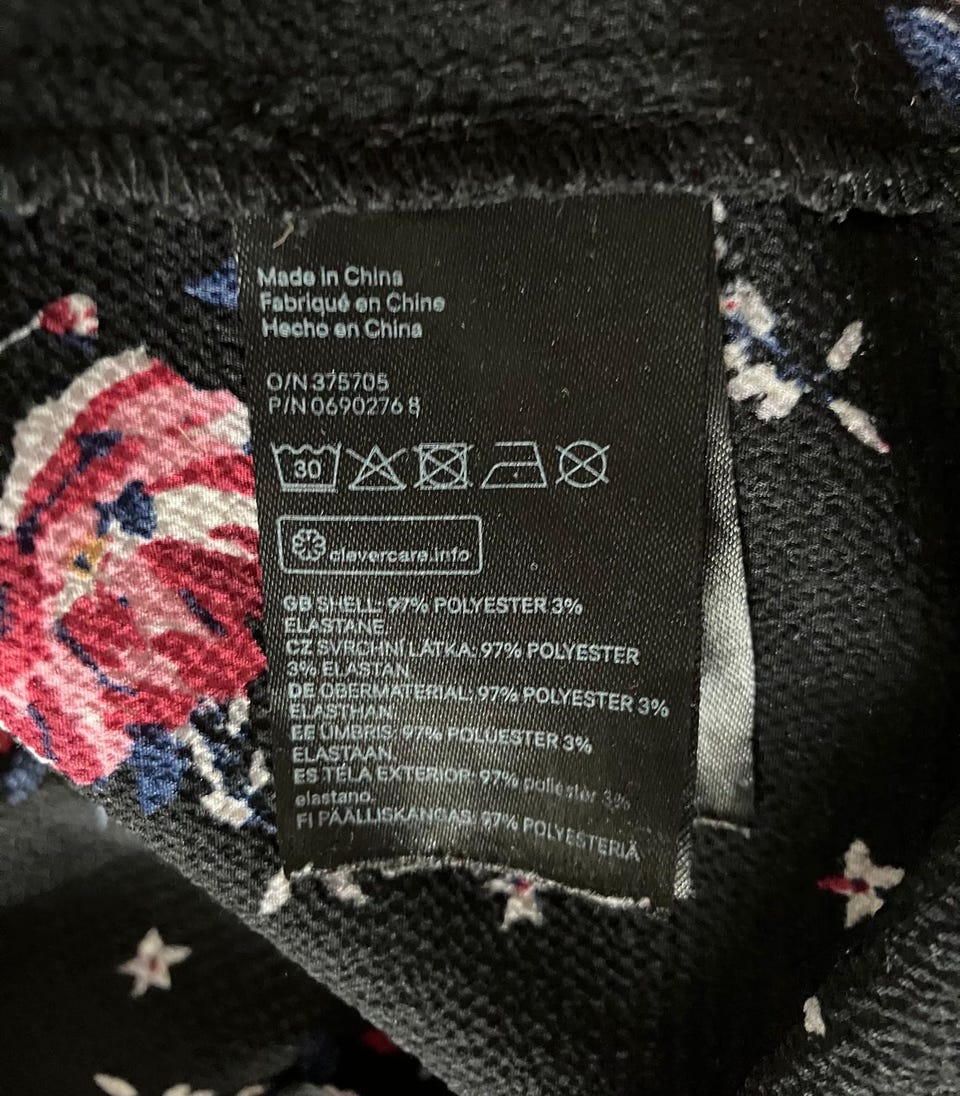 Made in China
Fabriqué en Chine
Hecho en China
O/N 375705
P/N 0690276 8
30
clevercare.info
GB SHELL: 97% POLYESTER 3%
ELASTANE
CZ SVRCHNÍ LÁTKA: 97% POLYESTER
3% ELASTAN
DE OBERMATERIAL: 97% POLYESTER 3%
ELASTHAN
EE ÜMBRIS: 97% POLÜESTER 3%
ELASTAAN
ES TELA EXTERIOR: 97% poliéster 3%
elastano
FI PÄÄLLISKANGAS: 97% POLYESTERIÄ